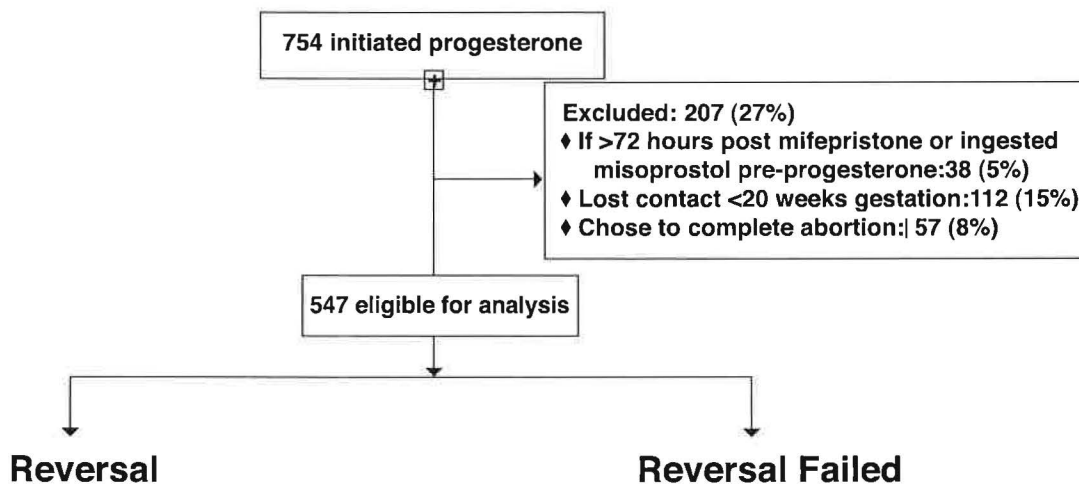 754 initiated progesterone
Excluded: 207 (27%)
♦ If >72 hours post mifepristone or ingested
misoprostol pre-progesterone:38 (5%)
♦ Lost contact <20 weeks gestation:112 (15%)
♦ Chose to complete abortion:| 57 (8%)
547 eligible for analysis
Reversal
Reversal Failed